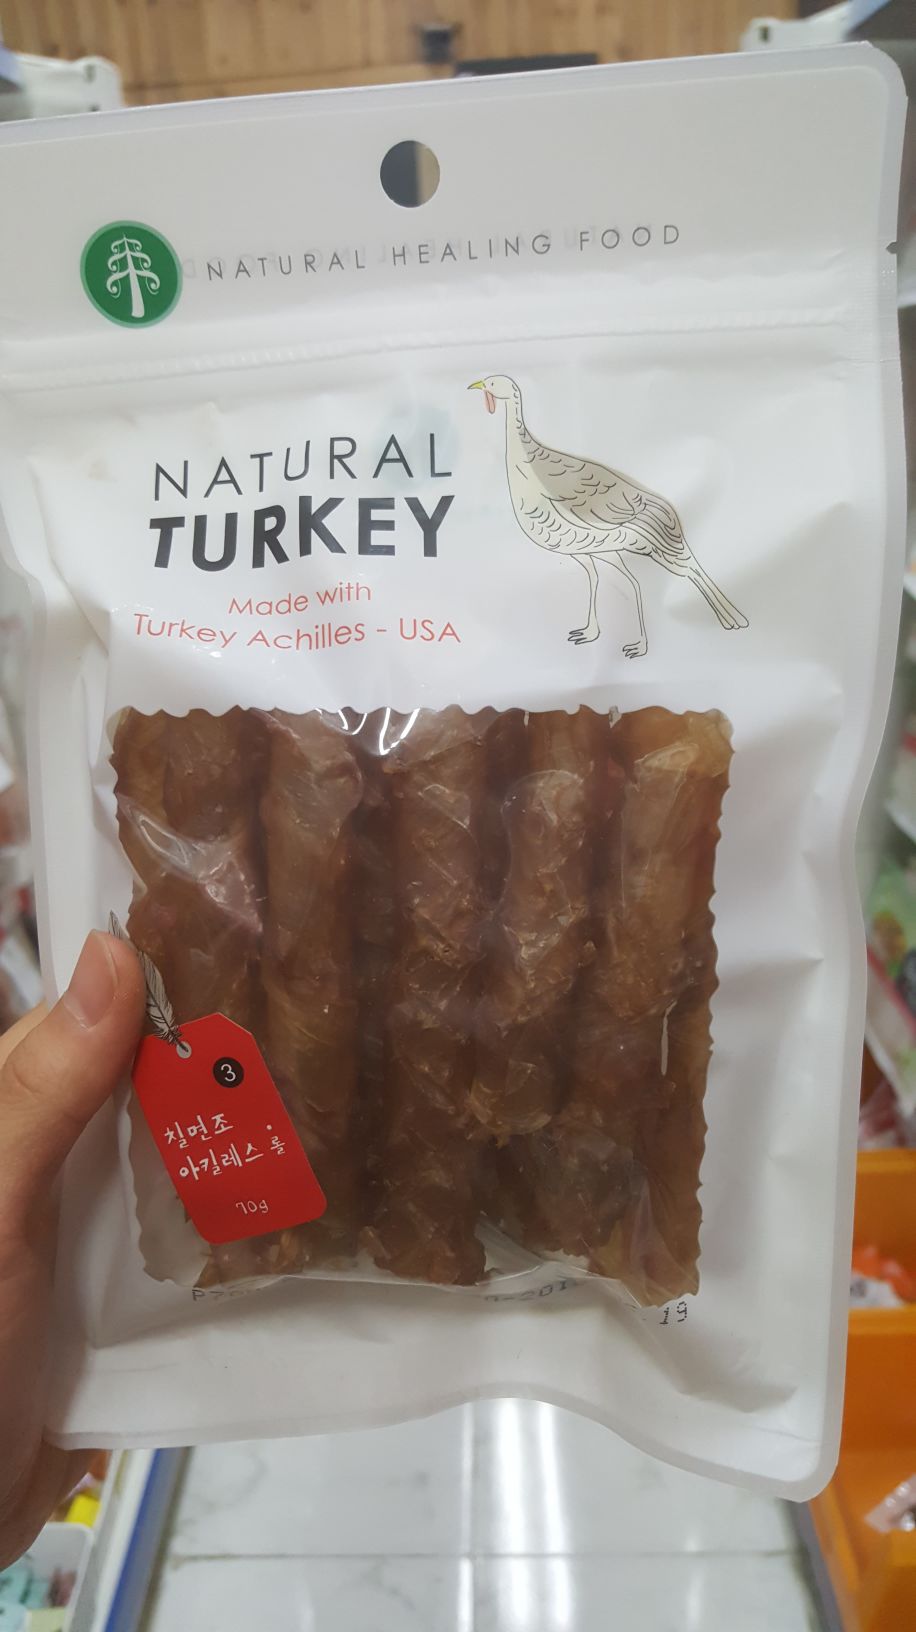 NATURAL HEALING FOOD
NATURAL
TURKEY
Made with
Turkey Achilles - USA
3
칠면조
아키레스·롤
70g